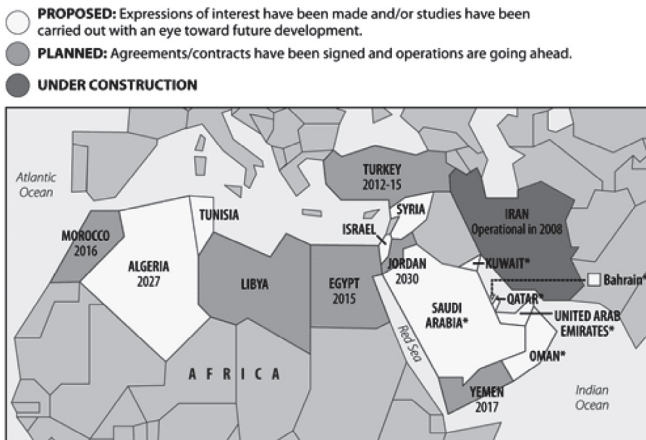 PROPOSED: Expressions of interest have been made and/or studies have been
carried out with an eye toward future development.
PLANNED: Agreements/contracts have been signed and operations are going ahead.
UNDER CONSTRUCTION
Atlantic
Ocean
TURKEY
2012-15
SYRIA
IRAN
Operational in 2008
TUNISIA
ISRAEL
MOROCCO
2016
ALGERIA
2027
LIBYA
EGYPT
2015
JORDAN
2030
KUWAIT*
Bahrain*
QATAR*
SAUDI
ARABIA*
UNITED ARAB
EMIRATES*
Red Sea
OMAN*
AFRICA
YEMEN
2017
Indian
Ocean